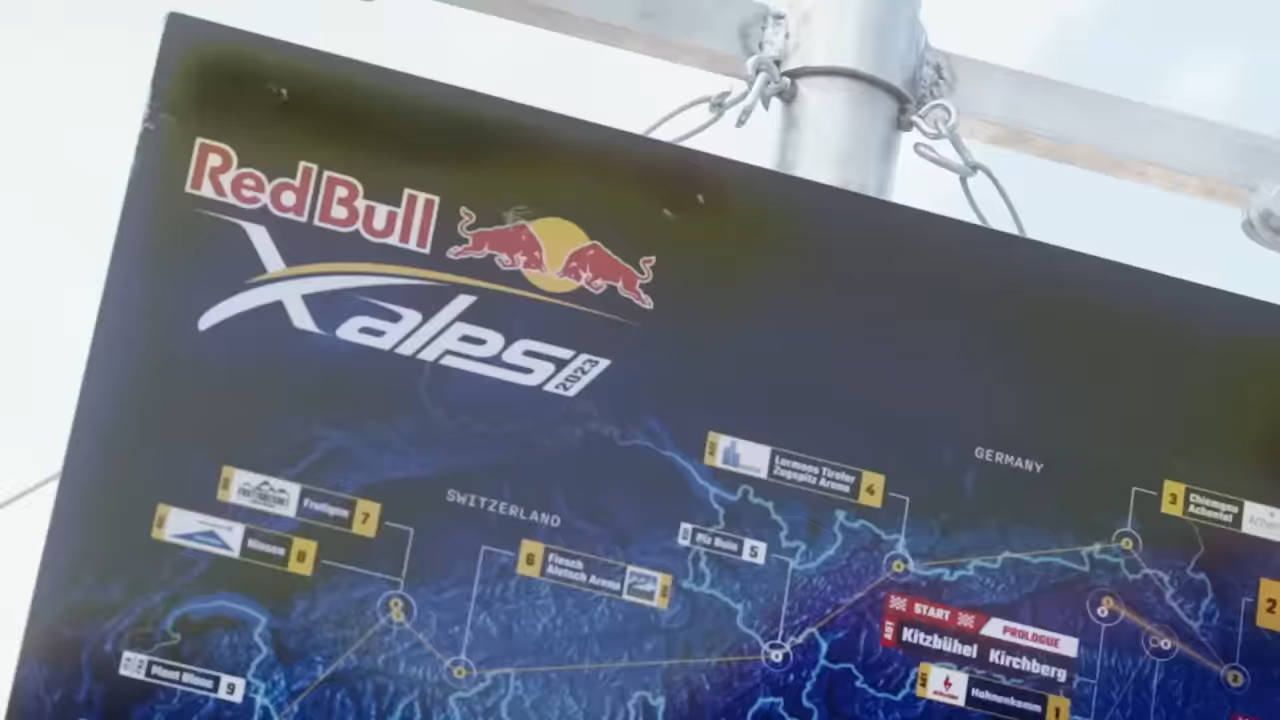 Red Bull
Xalps 2023
GERMANY
SWITZERLAND
Lermoos Tiroler
Zugspitz Arena
4
3
Chiemgau
Achental
Frutigen
7
Niesen
8
6
Fiesch
Aletsch Arena
Piz Buin
5
2
START
PROLOGUE
Kitzbühel Kirchberg
Hahnenkamm
1
Mont Blanc
9